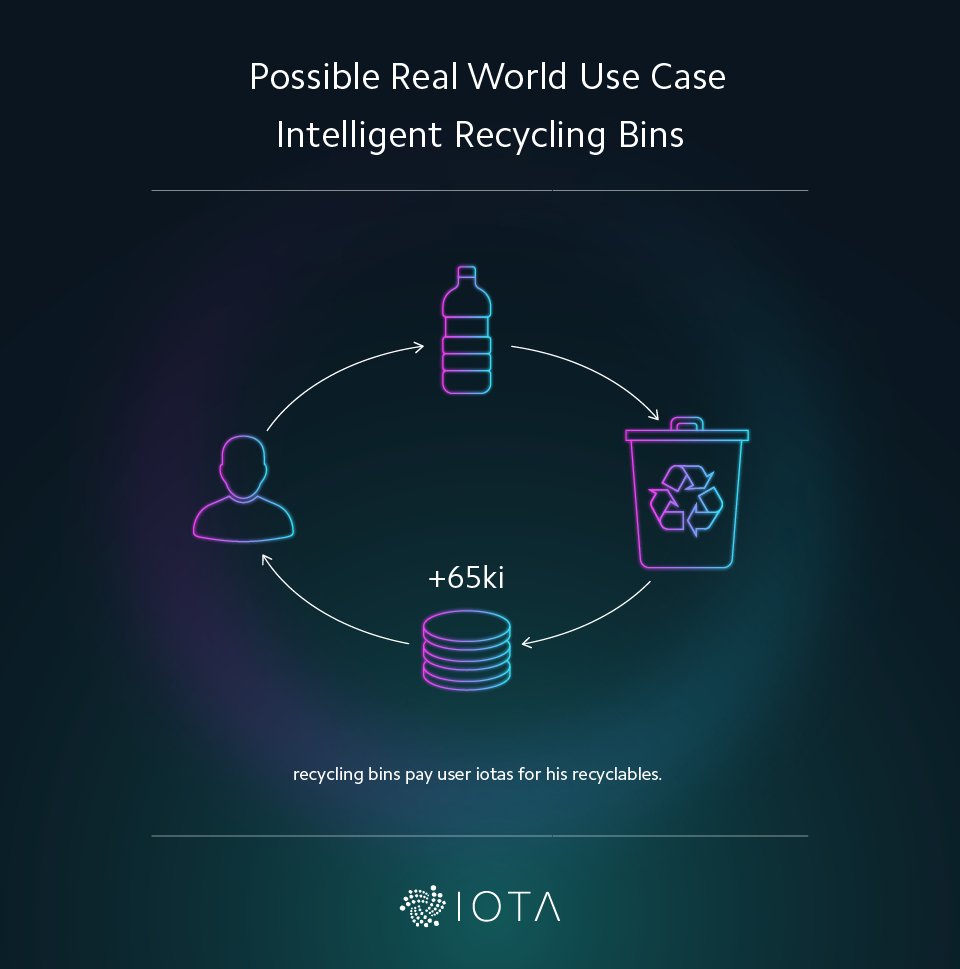 Possible Real World Use Case
Intelligent Recycling Bins
+65ki
recycling bins pay user iotas for his recyclables.
IOTA